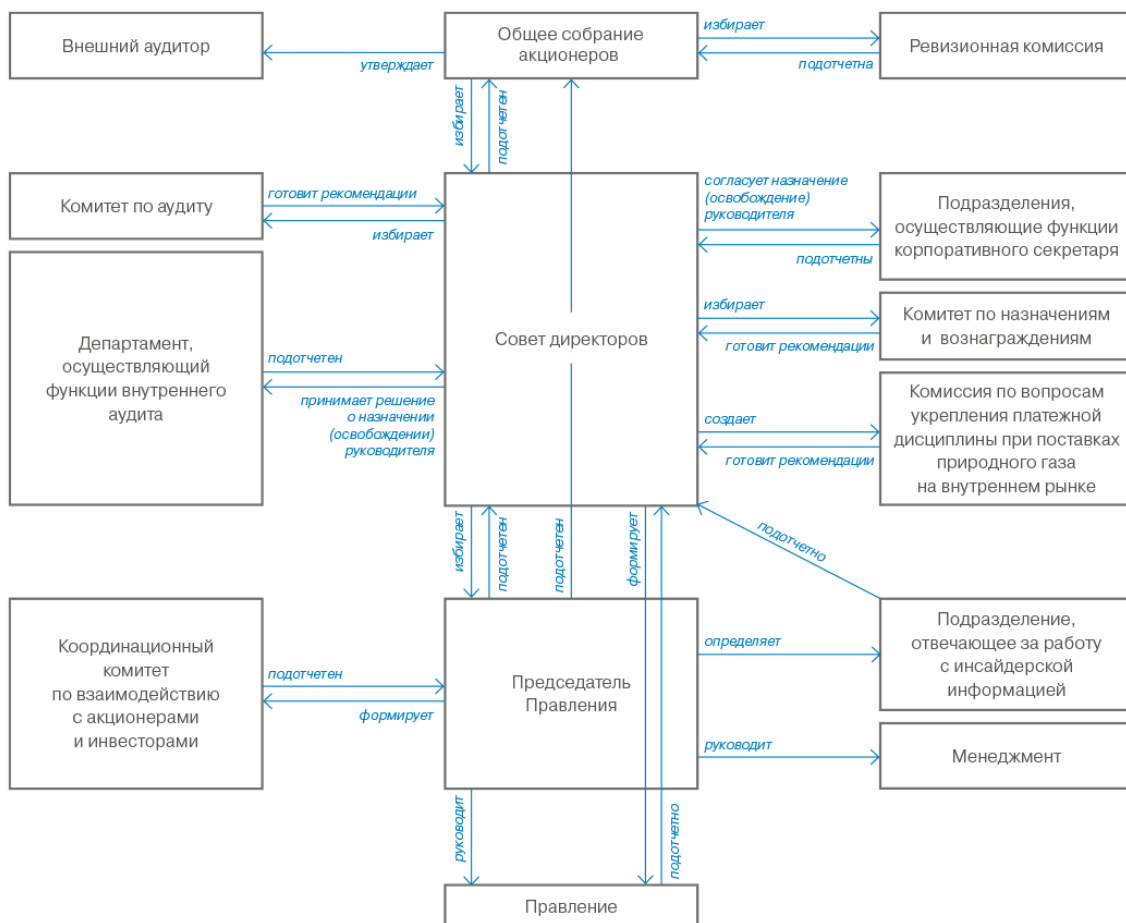 Внешний аудитор
утверждает
Общее собрание
акционеров
избирает
подотчетна
Ревизионная комиссия
избирает
подотчетен
Комитет по аудиту
готовит рекомендации
избирает
согласует назначение
(освобождение)
руководителя
подотчетны
Подразделения,
осуществляющие функции
корпоративного секретаря
Департамент,
осуществляющий
функции внутреннего
аудита
подотчетен
принимает решение
о назначении
(освобождении)
руководителя
Совет директоров
избирает
готовит рекомендации
Комитет по назначениям
и вознаграждениям
создает
готовит рекомендации
Комиссия по вопросам
укрепления платежной
дисциплины при поставках
природного газа
на внутреннем рынке
избирает
подотчетен
подотчетен
формирует
подотчетно
Координационный
комитет
по взаимодействию
с акционерами
и инвесторами
подотчетен
формирует
Председатель
Правления
определяет
Подразделение,
отвечающее за работу
с инсайдерской
информацией
руководит
Менеджмент
руководит
подотчетно
Правление